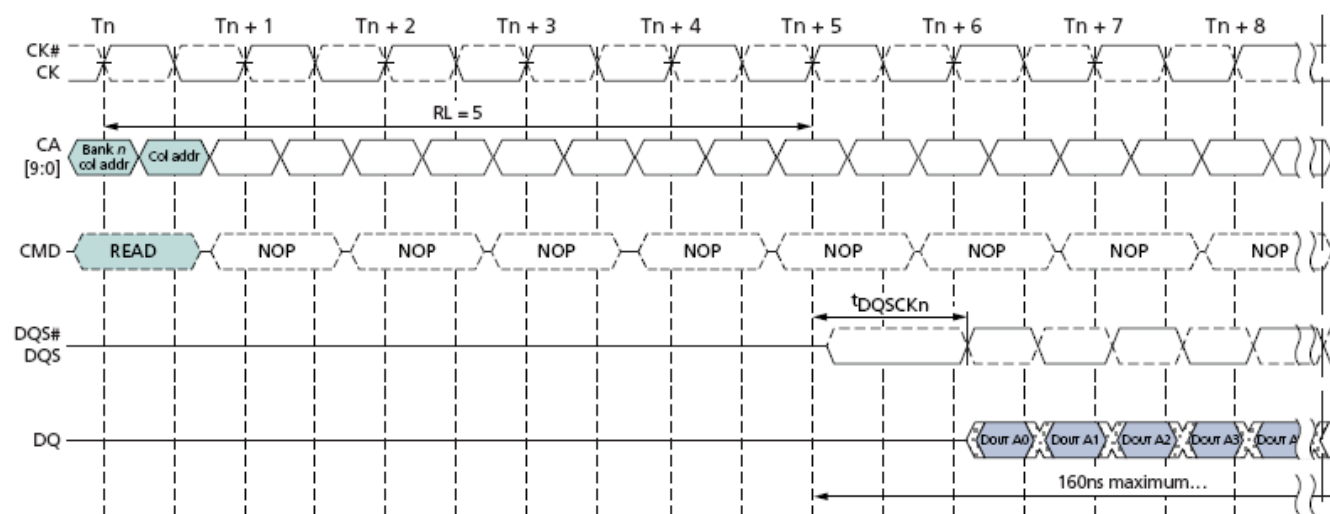 Tn Tn + 1 Tn + 2 Tn + 3 Tn + 4 Tn + 5 Tn + 6 Tn + 7 Tn + 8
CK#
CK
RL = 5
CA
[9:0]
Bank n
col addr
Col addr
CMD READ NOP NOP NOP NOP NOP NOP NOP NOP
tDQSCKn
DQS#
DQS
DQ DOUT A0 DOUT A1 DOUT A2 DOUT A3 DOUT A
160ns maximum…